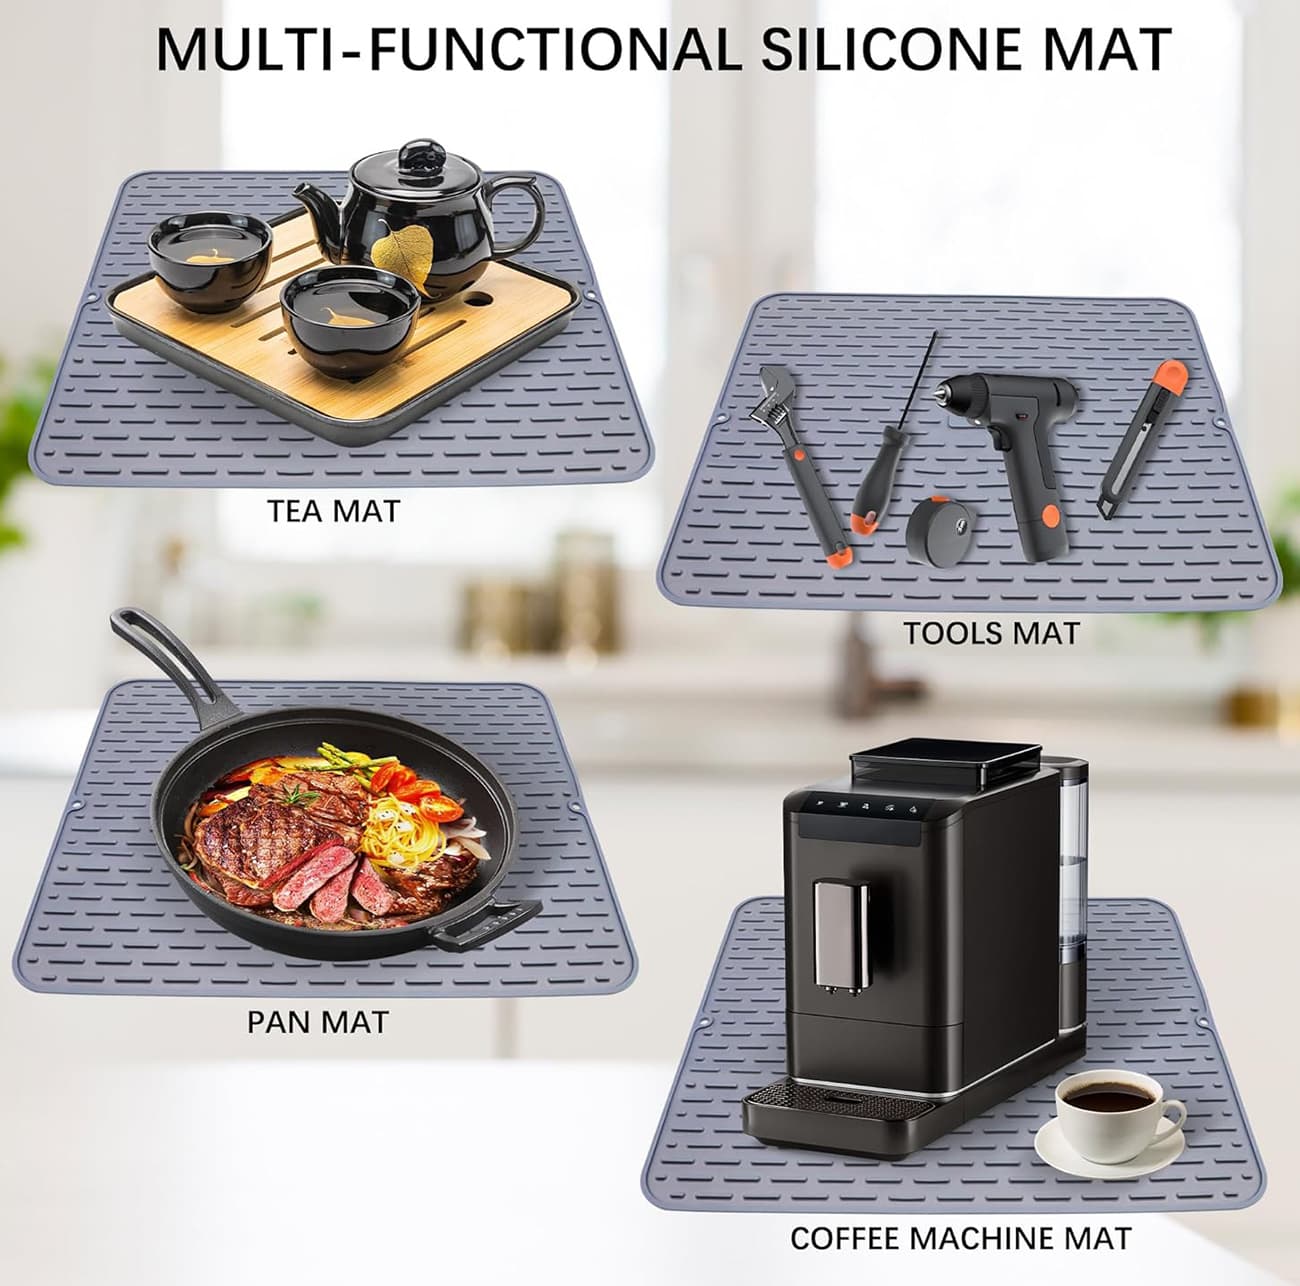 MULTI-FUNCTIONAL SILICONE MAT
TEA MAT
TOOLS MAT
PAN MAT
COFFEE MACHINE MAT